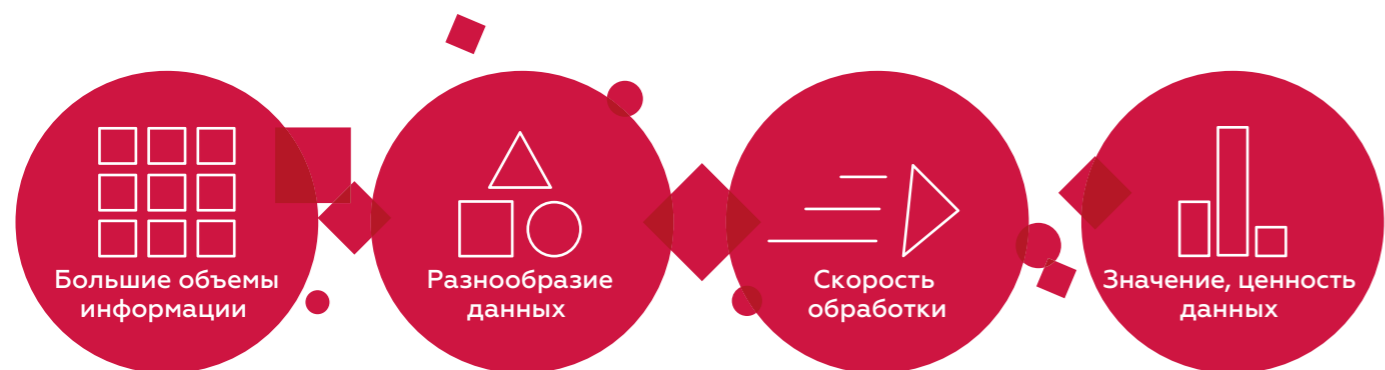 Большие объемы
информации
Разнообразие
данных
Скорость
обработки
Значение, ценность
данных